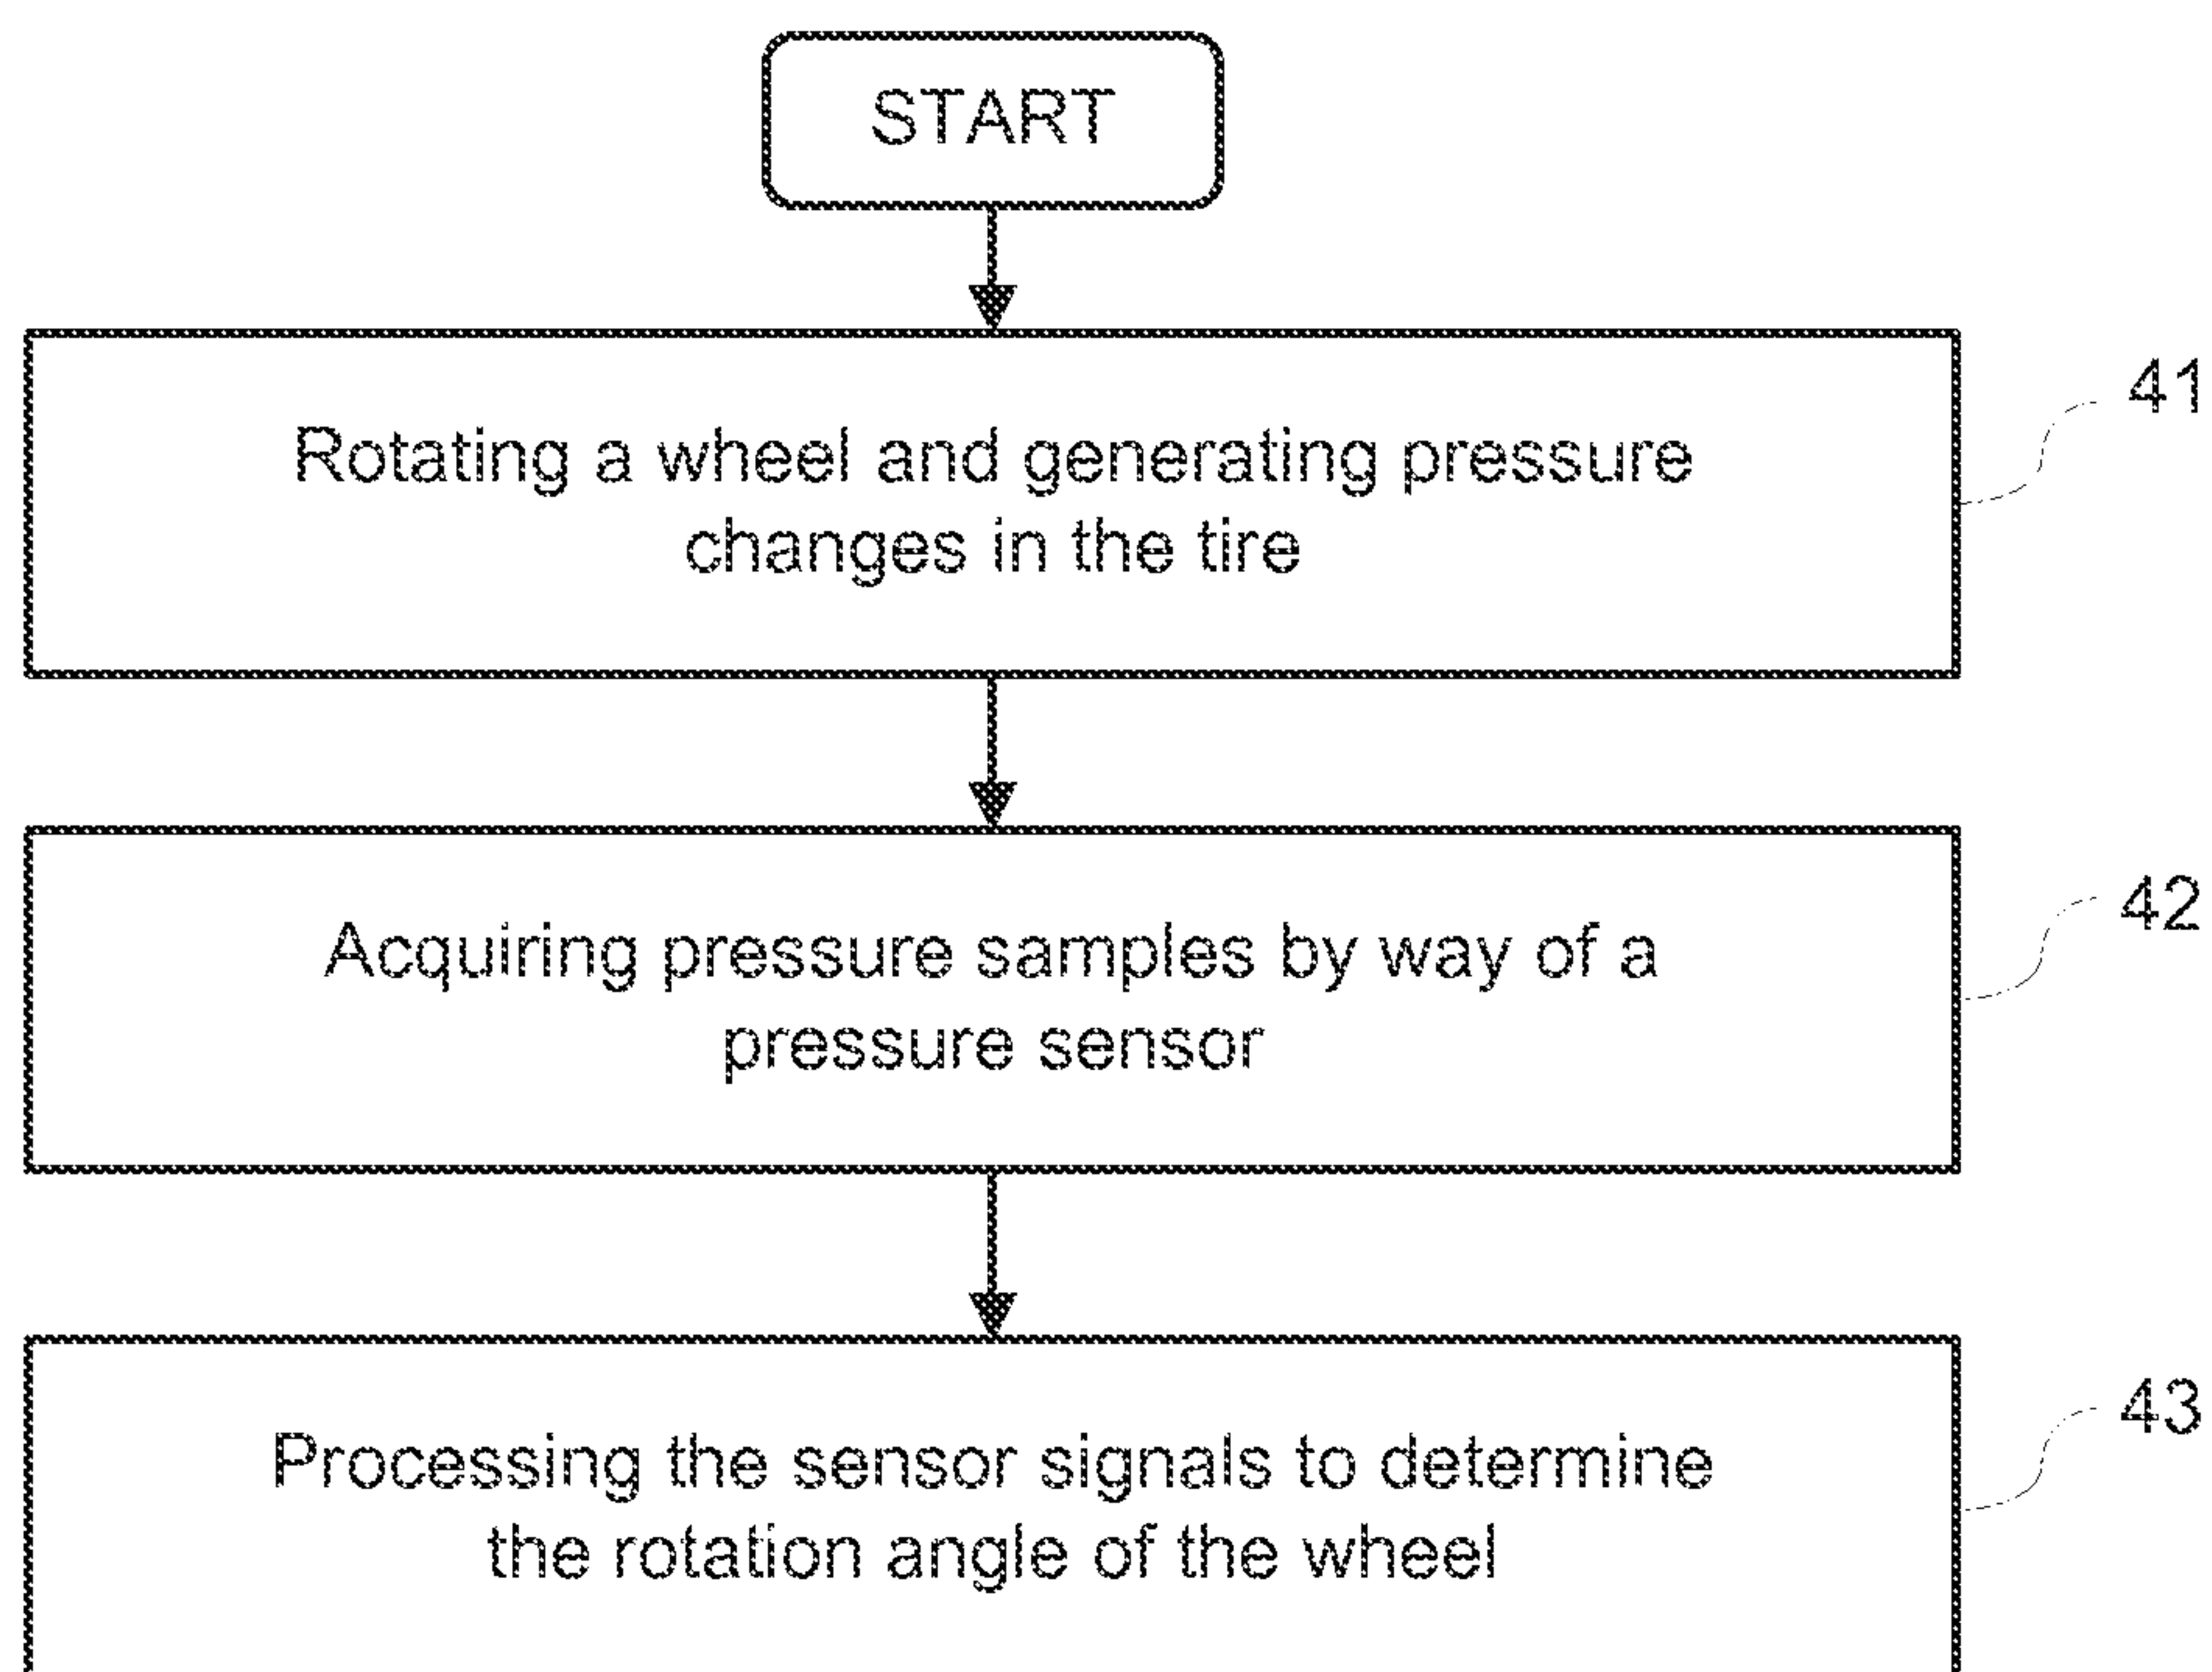 START
Rotating a wheel and generating pressure
changes in the tire
41
Acquiring pressure samples by way of a
pressure sensor
42
Processing the sensor signals to determine
the rotation angle of the wheel
43